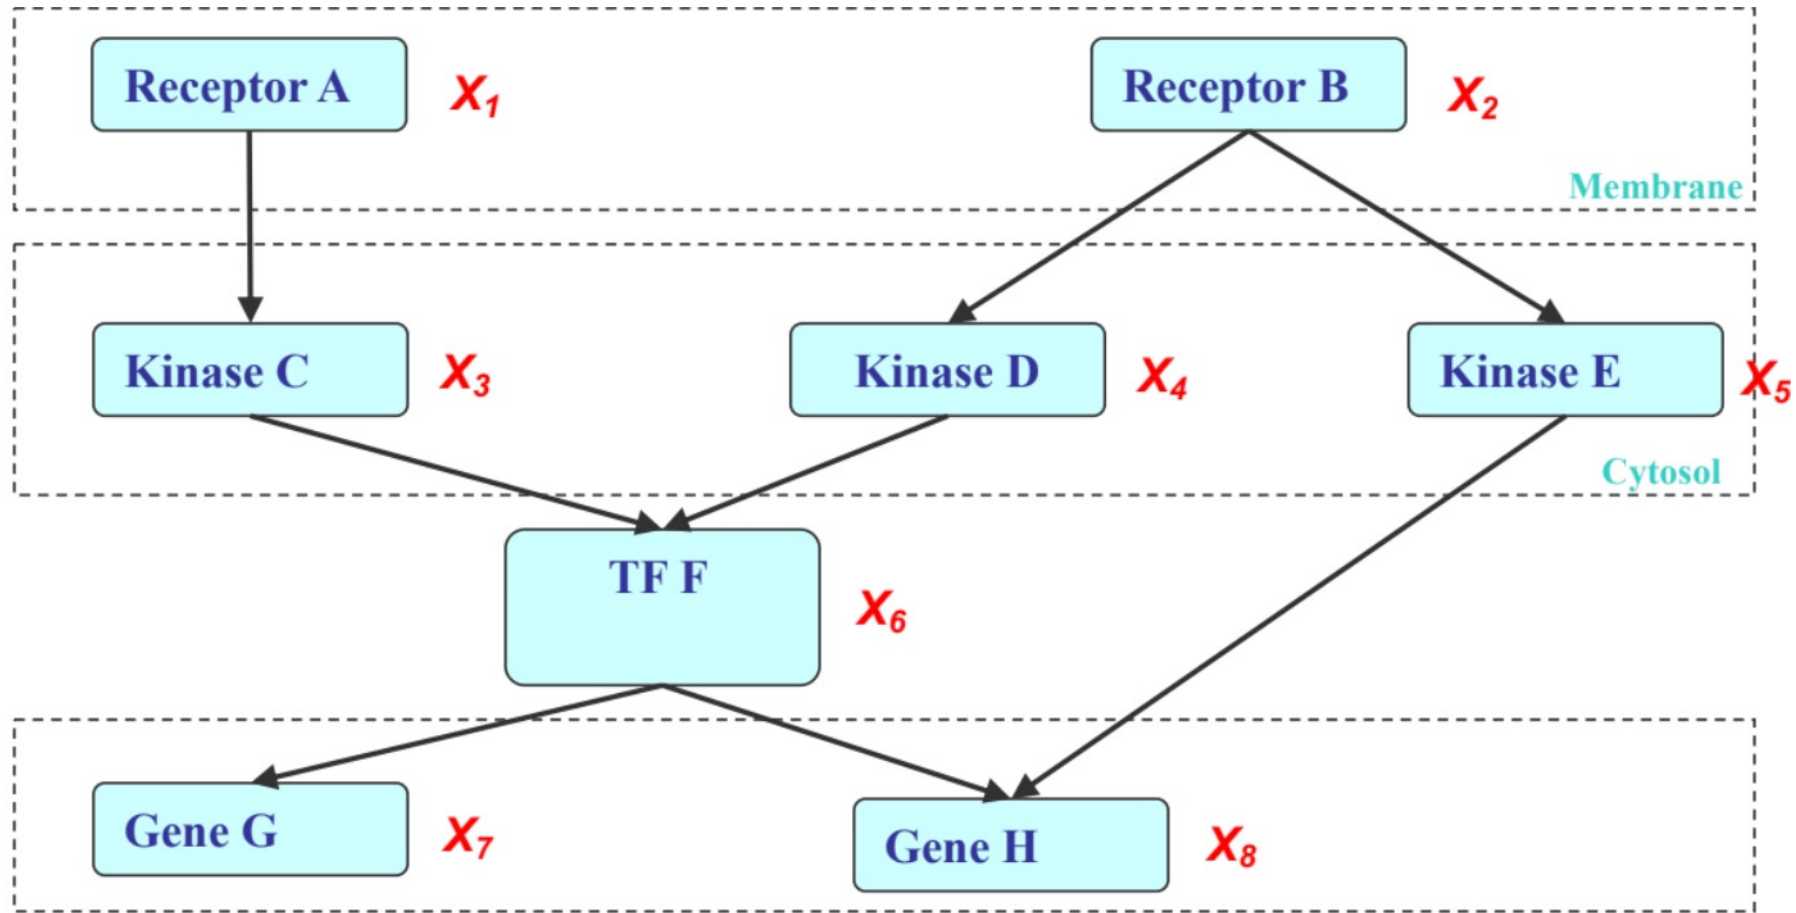 Receptor A
X1
Receptor B
X2
Membrane
Kinase C
X3
Kinase D
X4
Kinase E
X5
Cytosol
TF F
X6
Gene G
X7
Gene H
X8